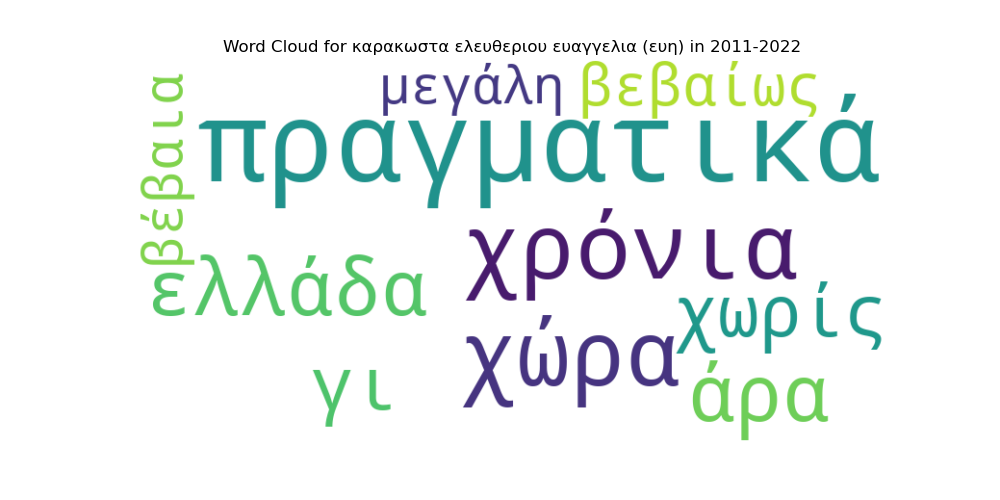 Word Cloud for καρακωστα ελευθεριου ευαγγελια (ευη) in 2011-2022
μεγάλη
βεβαίως
βέβαια
πραγματικά
χρόνια
ελλάδα
χωρίς
χώρα
γι
άρα